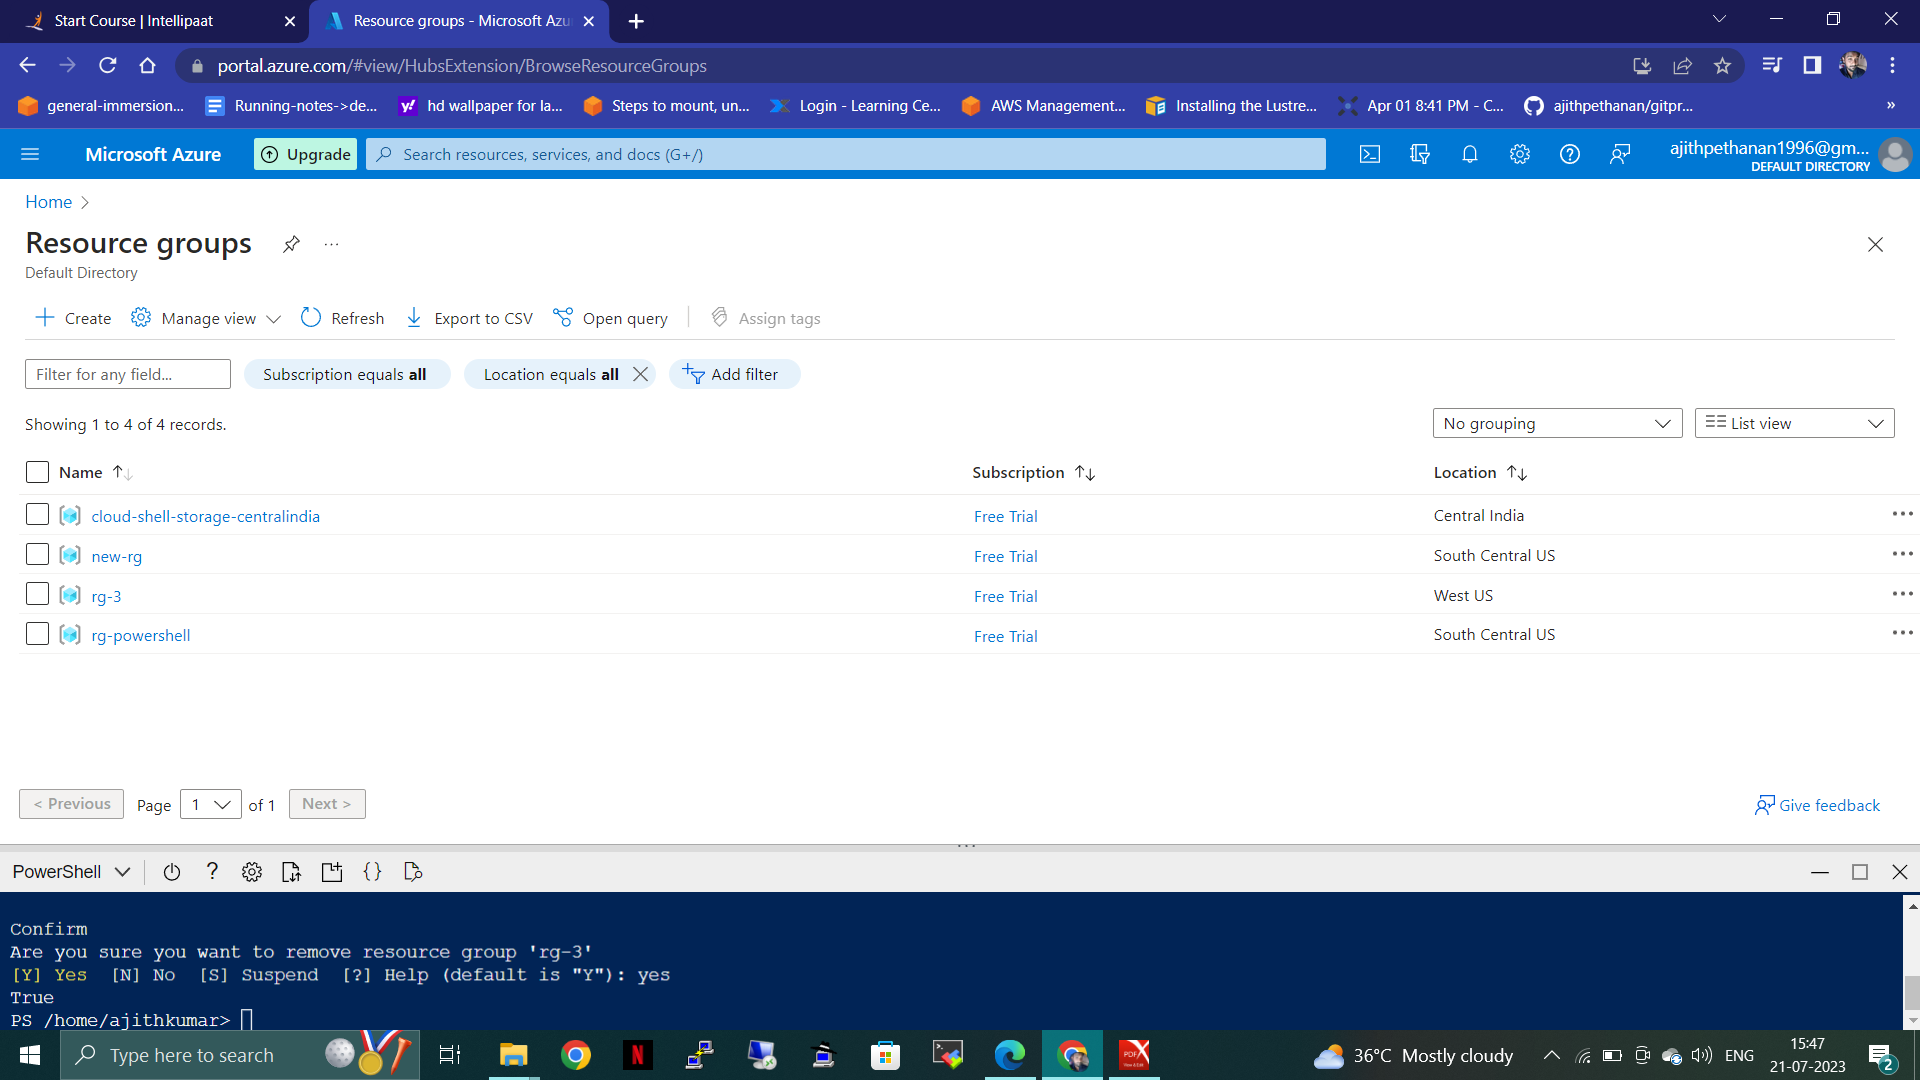 Start Course | Intellipaat
Resource groups - Microsoft Azu
portal.azure.com/#view/HubsExtension/BrowseResourceGroups
general-immersion...
Running-notes->de...
hd wallpaper for la...
Steps to mount, un...
Login - Learning Ce...
AWS Management...
Installing the Lustre...
Apr 01 8:41 PM - C...
ajithpethanan/gitpr...
»
Microsoft Azure
Upgrade
Search resources, services, and docs (G+/)
ajithpethanan1996@gm...
DEFAULT DIRECTORY
Home >
Resource groups
Default Directory
Create
Manage view
Refresh
Export to CSV
Open query
Assign tags
Filter for any field...
Subscription equals all
Location equals all
Add filter
Showing 1 to 4 of 4 records.
No grouping
List view
Name
Subscription
Location
cloud-shell-storage-centralindia
Free Trial
Central India
new-rg
Free Trial
South Central US
rg-3
Free Trial
West US
rg-powershell
Free Trial
South Central US
< Previous
Page
1
of 1
Next >
Give feedback
PowerShell
?
{}
Confirm
Are you sure you want to remove resource group 'rg-3'
[Y] Yes  [N] No  [S] Suspend  [?] Help (default is "Y"): yes
True
PS /home/ajithkumar>
Type here to search
N
PDF
36°C Mostly cloudy
ENG
15:47
21-07-2023
2